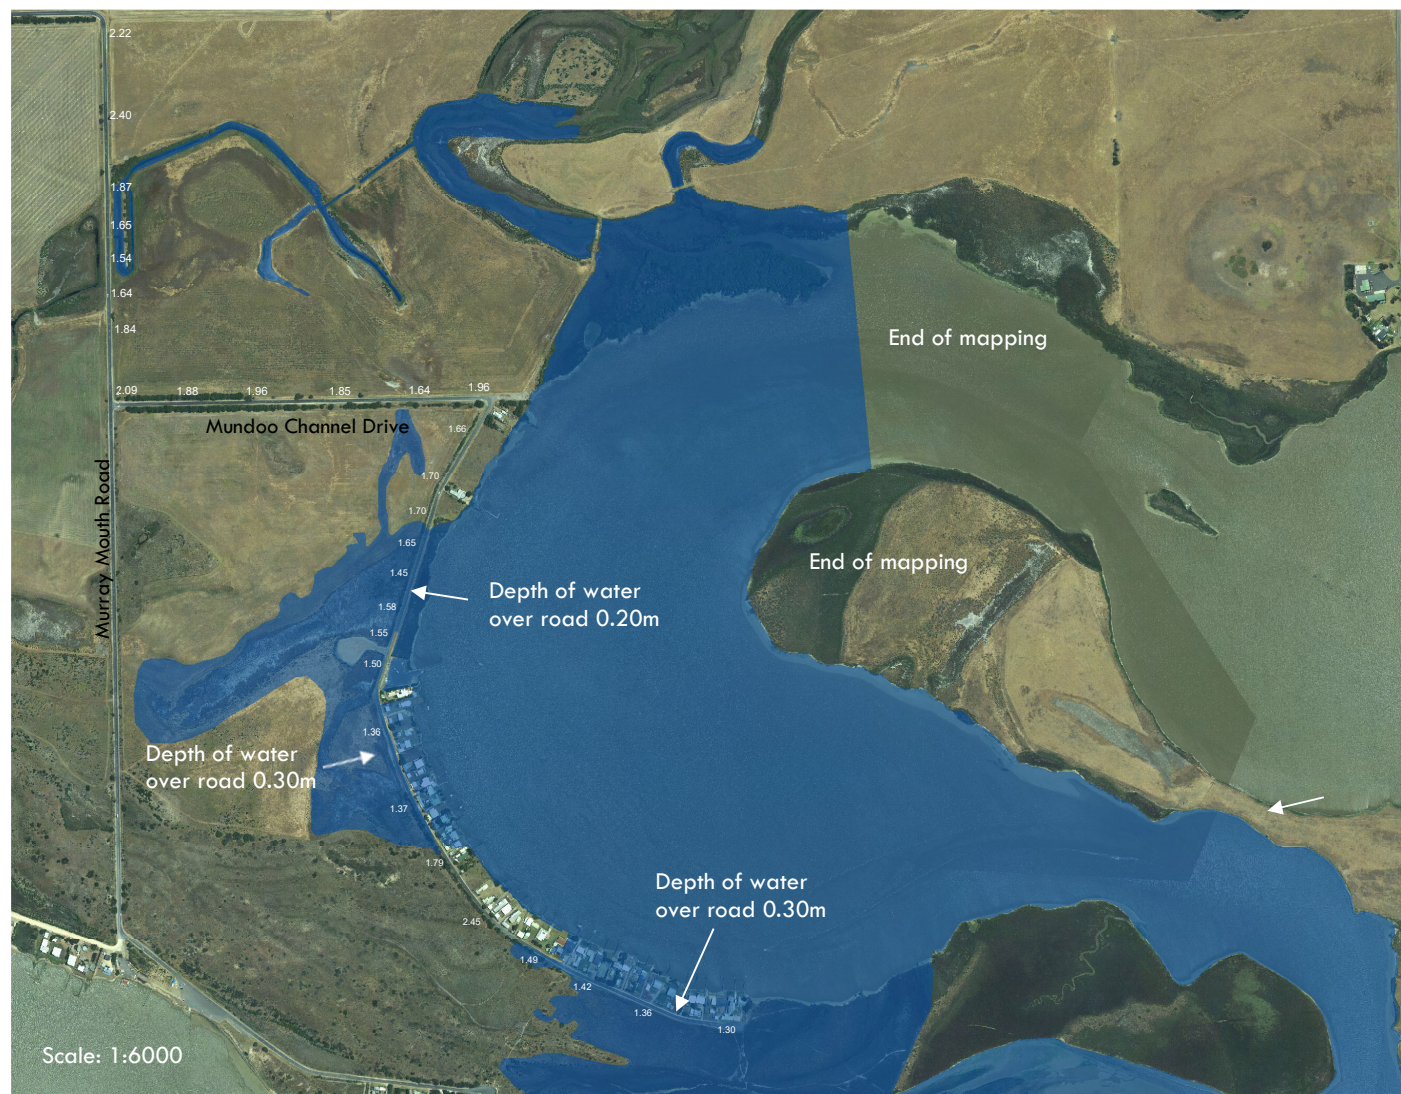 2.22
2.40
1.87
1.65
1.54
1.64
1.84
2.09 1.88 1.96 1.85 1.64 1.96
Mundoo Channel Drive
Murray Mouth Road
End of mapping
1.66
1.70
1.70
1.65
1.45
1.58
1.55
1.50
End of mapping
Depth of water
over road 0.20m
1.36
Depth of water
over road 0.30m
1.37
1.79
2.45
Depth of water
over road 0.30m
1.49
1.42
1.36
1.30
Scale: 1:6000